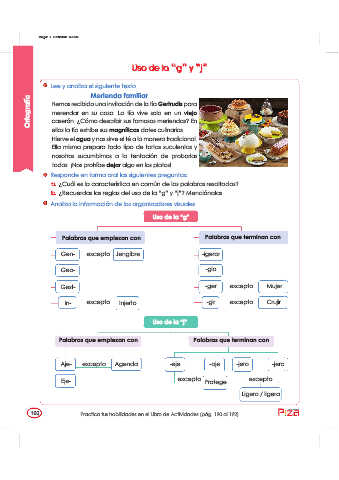 Uso de la "g" y "j"
Ortografía
Lee y analiza el siguiente texto
Merienda familiar
Hemos recibido una invitación de la tía Gertrudis para
merendar en su casa. La tía vive sola en un viejo
caserón. ¿Cómo describir sus famosas meriendas? En
ellas la tía exhibe sus magníficas dotes culinarias.
Hierve el agua y nos sirve el té a la manera tradicional.
Ella misma prepara todo tipo de tartas suculentas y
nosotros sucumbimos a la tentación de probarlas
todas. ¡Nos prohíbe dejar algo en los platos!
Responde en forma oral las siguientes preguntas:
a. ¿Cuál es la característica en común de las palabras resaltadas?
b. ¿Recuerdas las reglas del uso de la "g" y "j"? Menciónalas
Analiza la información de los organizadores visuales
Uso de la "g"
Palabras que empiezan con
Palabras que terminan con
Gen- excepto Jengibre
-igerar
Geo-
-gio
Gest-
-ger excepto Mujer
In- excepto Injerto
-gir excepto Crujir
Uso de la "j"
Palabras que empiezan con
Palabras que terminan con
Aje- excepto Agenda
-eje
-aje
-jero
-jera
Eje-
excepto Protege
excepto
Ligero / ligera
102
Practica tus habilidades en el Libro de Actividades (pág. 190 al 192)